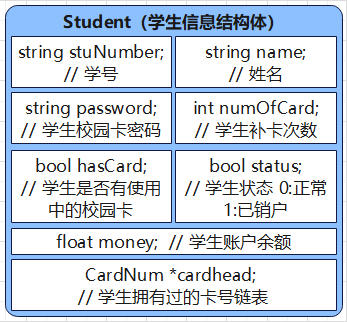 Student（学生信息结构体）
string stuNumber;
// 学号
string name;
// 姓名
string password;
// 学生校园卡密码
int numOfCard;
// 学生补卡次数
bool hasCard;
// 学生是否有使用
中的校园卡
bool status;
// 学生状态 0:正常
1:已销户
float money; // 学生账户余额
CardNum *cardhead;
// 学生拥有过的卡号链表